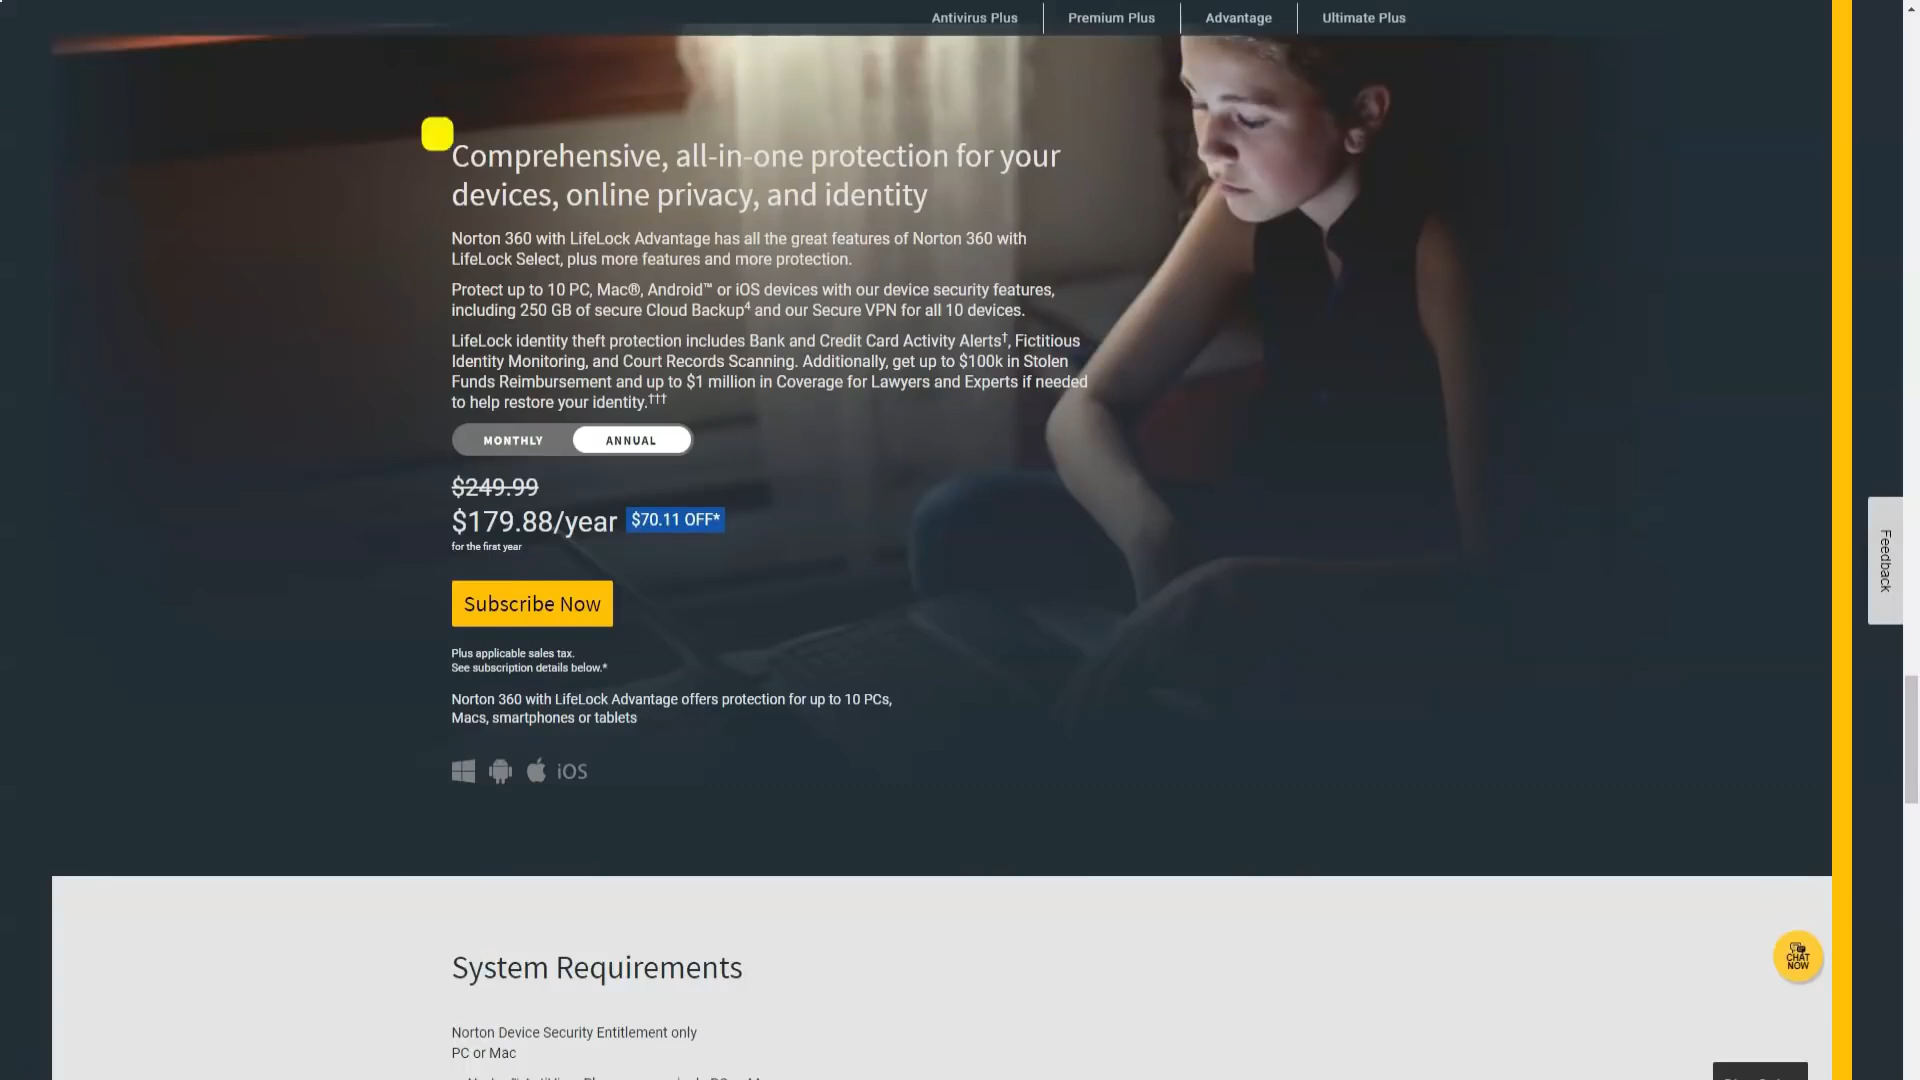 Antivirus Plus
Premium Plus
Advantage
Ultimate Plus
Comprehensive, all-in-one protection for your
devices, online privacy, and identity
Norton 360 with LifeLock Advantage has all the great features of Norton 360 with
LifeLock Select, plus more features and more protection.
Protect up to 10 PC, Mac®, Android™ or iOS devices with our device security features,
including 250 GB of secure Cloud Backup⁴ and our Secure VPN for all 10 devices.
LifeLock identity theft protection includes Bank and Credit Card Activity Alerts†, Fictitious
Identity Monitoring, and Court Records Scanning. Additionally, get up to $100k in Stolen
Funds Reimbursement and up to $1 million in Coverage for Lawyers and Experts if needed
to help restore your identity.†††
MONTHLY
ANNUAL
$249.99
$179.88/year
$70.11 OFF*
for the first year
Subscribe Now
Plus applicable sales tax.
See subscription details below.*
Norton 360 with LifeLock Advantage offers protection for up to 10 PCs,
Macs, smartphones or tablets
iOS
Feedback
System Requirements
CHAT
NOW
Norton Device Security Entitlement only
PC or Mac